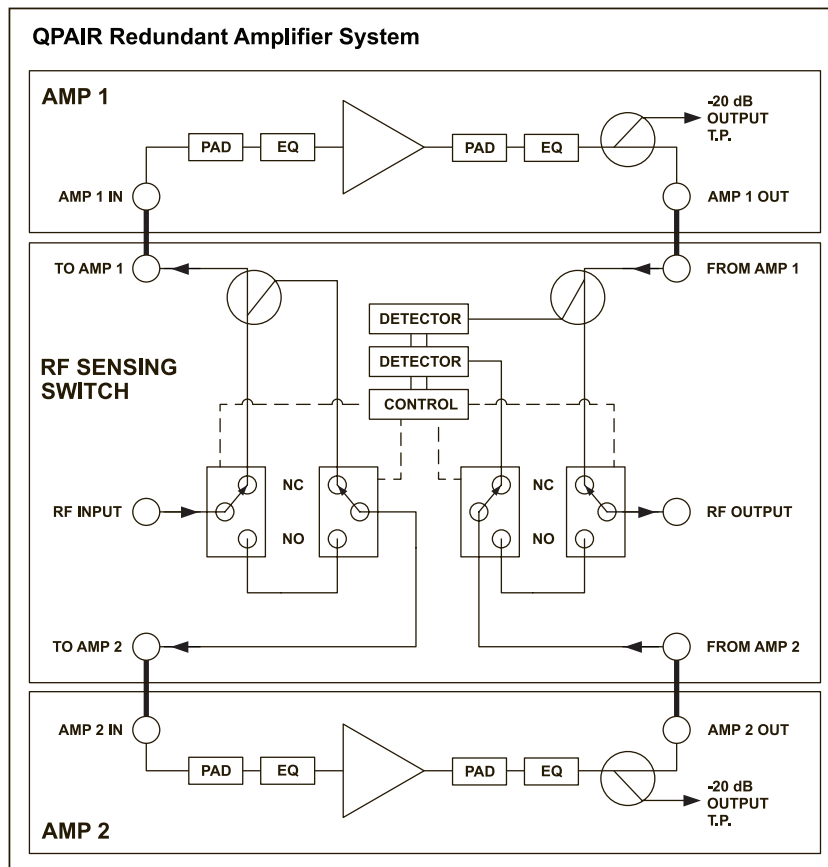 QPAIR Redundant Amplifier System
AMP 1
-20 dB
OUTPUT
T.P.
PAD
EQ
PAD
EQ
AMP 1 IN
AMP 1 OUT
TO AMP 1
FROM AMP 1
DETECTOR
RF SENSING
SWITCH
DETECTOR
CONTROL
NC
NC
RF INPUT
RF OUTPUT
NO
NO
TO AMP 2
FROM AMP 2
AMP 2 IN
AMP 2 OUT
PAD
EQ
PAD
EQ
-20 dB
OUTPUT
T.P.
AMP 2